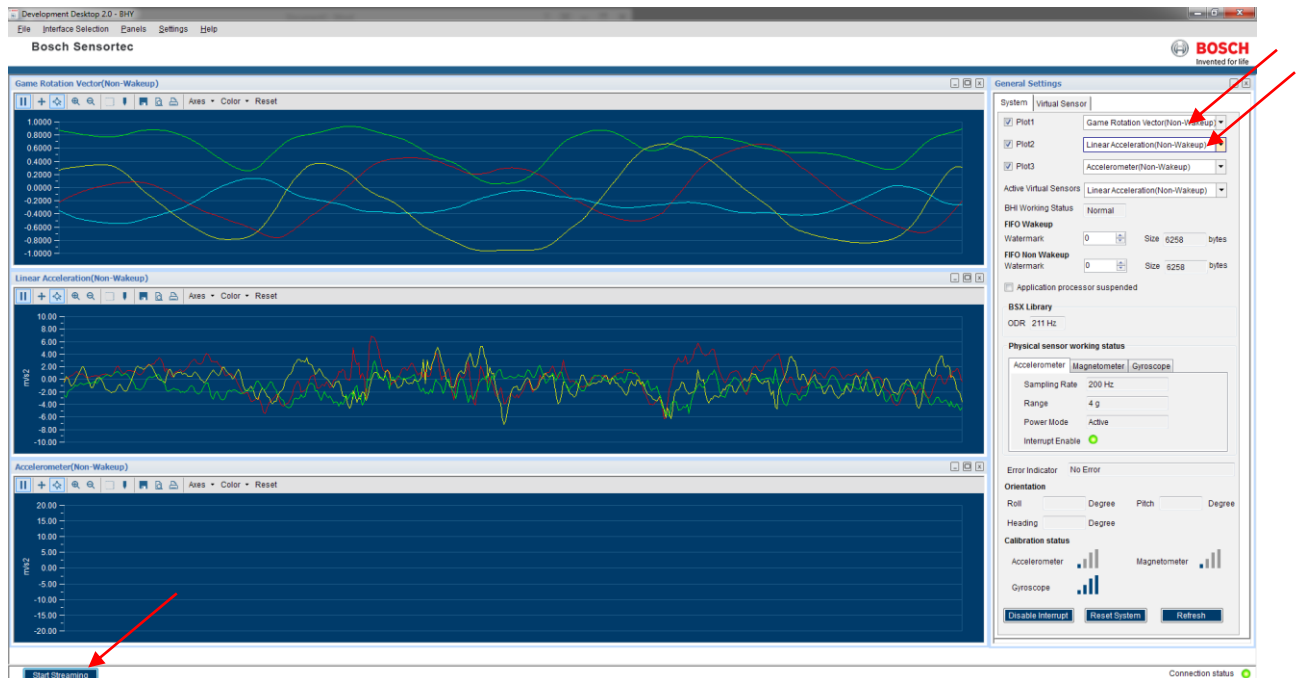 Development Desktop 2.0 - BHY
File Interface Selection Panels Settings Help
Bosch Sensortec
BOSCH
Invented for life
Game Rotation Vector(Non-Wakeup)
Axes Color Reset
1.0000
0.8000
0.6000
0.4000
0.2000
0.0000
-0.2000
-0.4000
-0.6000
-0.8000
-1.0000
Linear Acceleration(Non-Wakeup)
Axes Color Reset
m/s2
10.00
8.00
6.00
4.00
2.00
0.00
-2.00
-4.00
-6.00
-8.00
-10.00
Accelerometer(Non-Wakeup)
Axes Color Reset
m/s2
20.00
15.00
10.00
5.00
0.00
-5.00
-10.00
-15.00
-20.00
Start Streaming
General Settings
System Virtual Sensor
Plot1 Game Rotation Vector(Non-Wakeup)
Plot2 Linear Acceleration(Non-Wakeup)
Plot3 Accelerometer(Non-Wakeup)
Active Virtual Sensors Linear Acceleration(Non-Wakeup)
BHI Working Status Normal
FIFO Wakeup
Watermark 0 Size 6258 bytes
FIFO Non Wakeup
Watermark 0 Size 6258 bytes
Application processor suspended
BSX Library
ODR 211 Hz
Physical sensor working status
Accelerometer Magnetometer Gyroscope
Sampling Rate 200 Hz
Range 4 g
Power Mode Active
Interrupt Enable
Error Indicator No Error
Orientation
Roll Degree Pitch Degree
Heading Degree
Calibration status
Accelerometer Magnetometer
Gyroscope
Disable Interrupt Reset System Refresh
Connection status